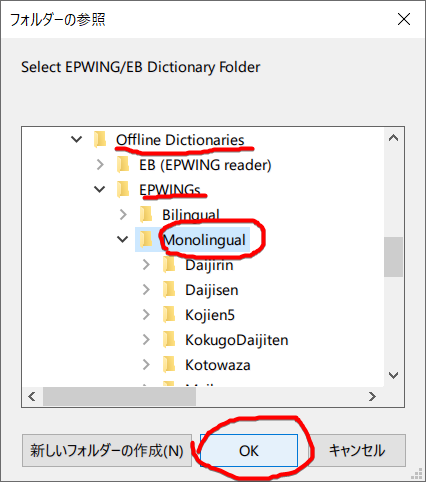 フォルダーの参照
Select EPWING/EB Dictionary Folder
Offline Dictionaries
EB (EPWING reader)
EPWINGs
Bilingual
Monolingual
Daijirin
Daijisen
Kojien5
KokugoDaijiten
Kotowaza
新しいフォルダーの作成(N)
OK
キャンセル